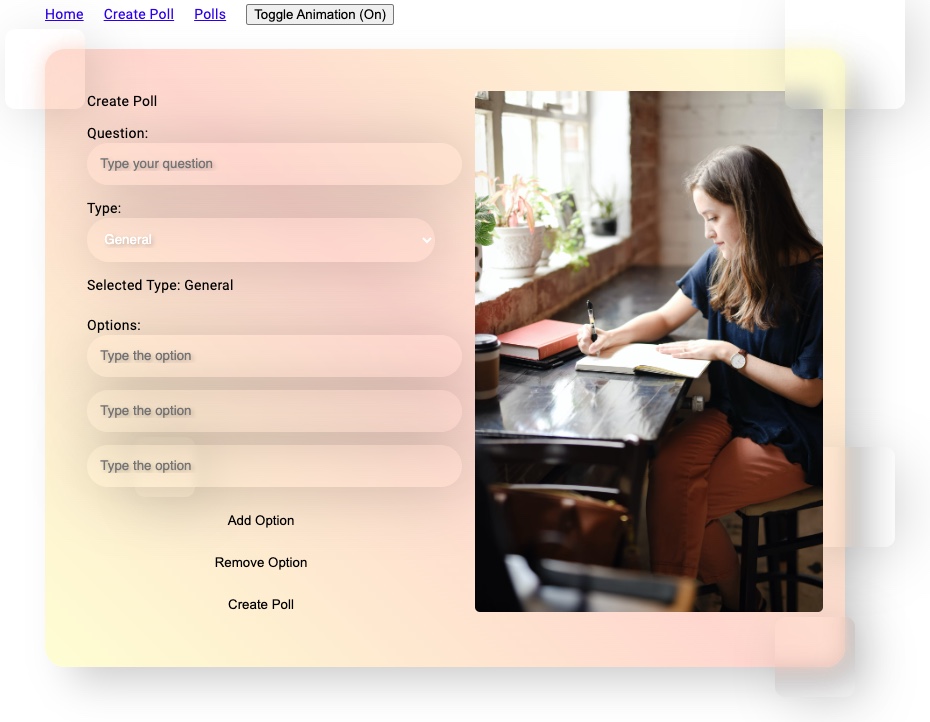 Home Create Poll Polls Toggle Animation (On)
Create Poll
Question:
Type your question
Type:
General
Selected Type: General
Options:
Type the option
Type the option
Type the option
Add Option
Remove Option
Create Poll